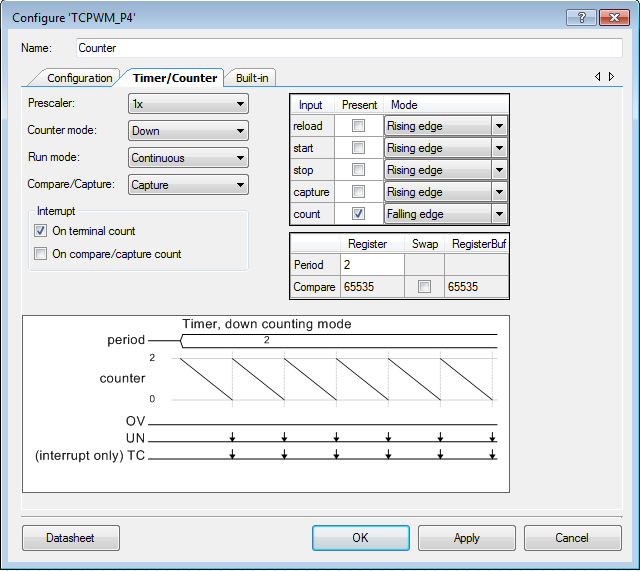 Configure 'TCPWM_P4'
Name: Counter
Configuration Timer/Counter Built-in
Prescaler: 1x
Counter mode: Down
Run mode: Continuous
Compare/Capture: Capture
Interrupt
On terminal count
On compare/capture count
Input Present Mode
reload Rising edge
start Rising edge
stop Rising edge
capture Rising edge
count Falling edge
Register Swap RegisterBuf
Period 2
Compare 65535 65535
Timer, down counting mode
period 2
2
counter
0
OV
UN
(interrupt only) TC
Datasheet OK Apply Cancel